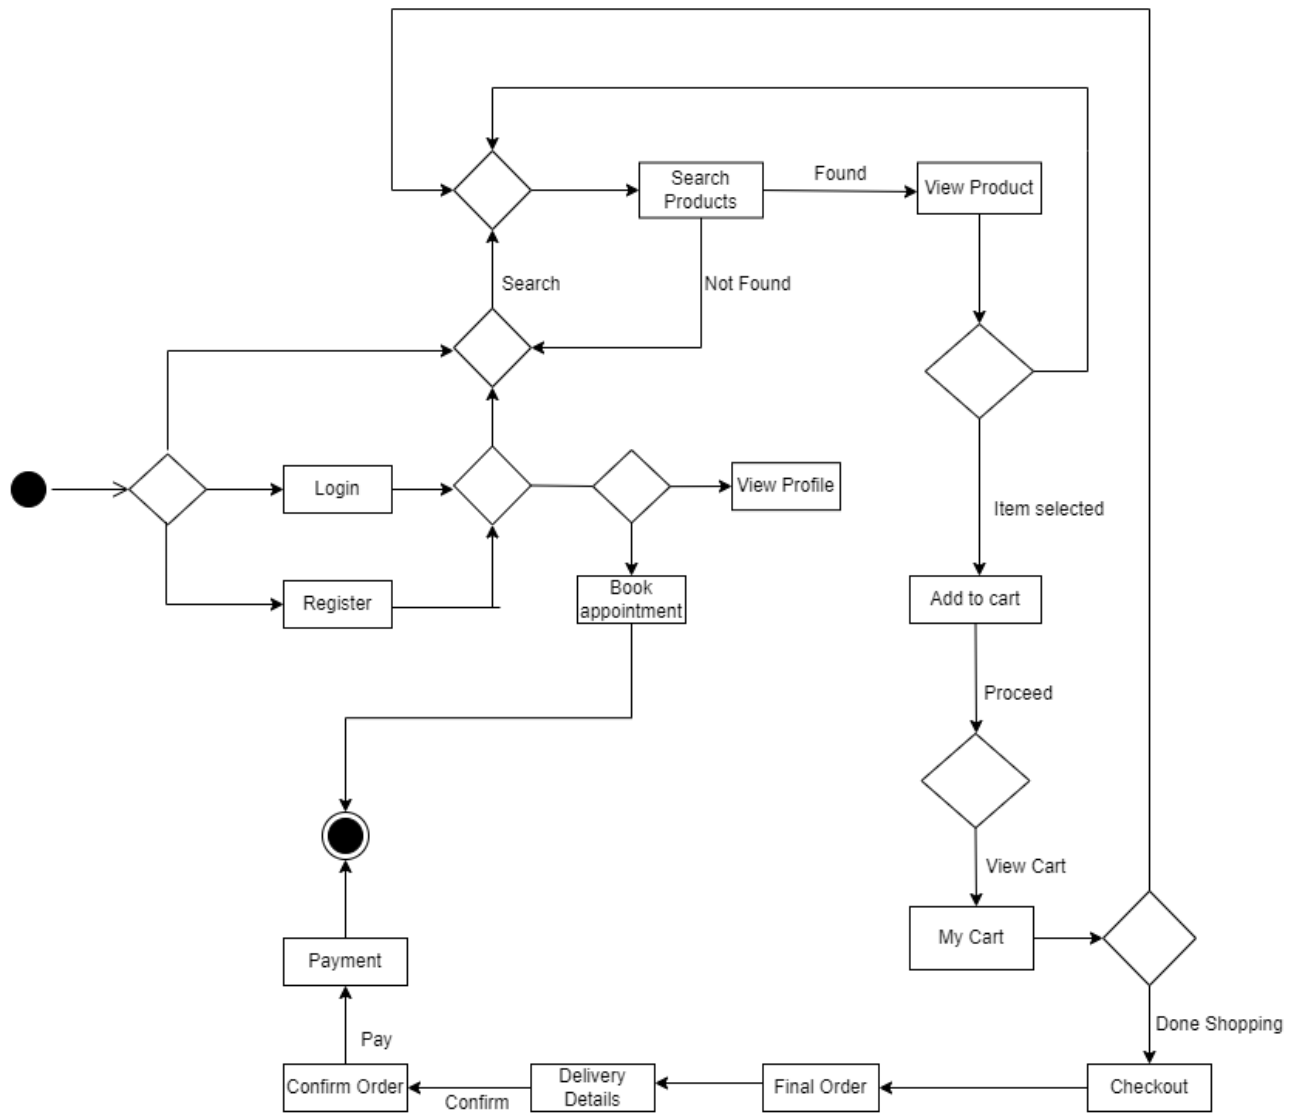 Search
Products
Found
View Product
Search
Not Found
Login
View Profile
Item selected
Register
Book
appointment
Add to cart
Proceed
View Cart
My Cart
Payment
Done Shopping
Pay
Confirm Order
Confirm
Delivery
Details
Final Order
Checkout